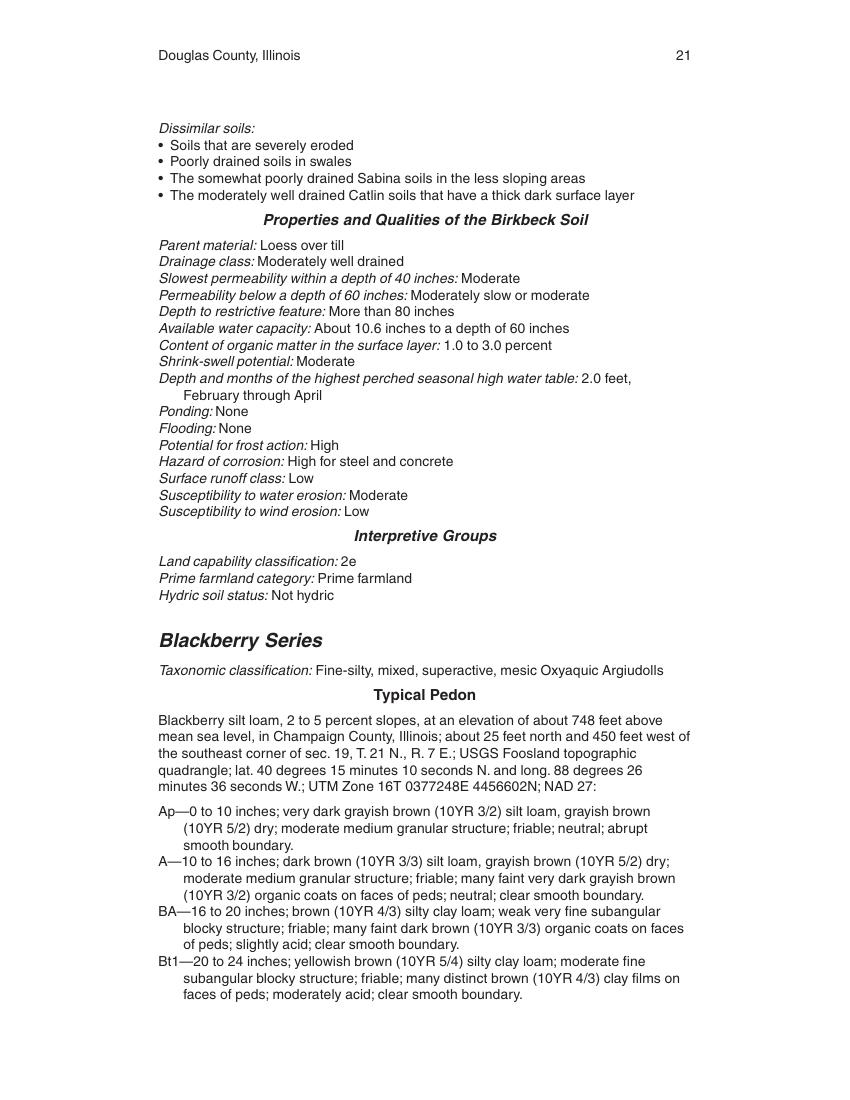 Douglas County, Illinois 21
Dissimilar soils:
• Soils that are severely eroded
• Poorly drained soils in swales
• The somewhat poorly drained Sabina soils in the less sloping areas
• The moderately well drained Catlin soils that have a thick dark surface layer
Properties and Qualities of the Birkbeck Soil
Parent material: Loess over till
Drainage class: Moderately well drained
Slowest permeability within a depth of 40 inches: Moderate
Permeability below a depth of 60 inches: Moderately slow or moderate
Depth to restrictive feature: More than 80 inches
Available water capacity: About 10.6 inches to a depth of 60 inches
Content of organic matter in the surface layer: 1.0 to 3.0 percent
Shrink-swell potential: Moderate
Depth and months of the highest perched seasonal high water table: 2.0 feet,
February through April
Ponding: None
Flooding: None
Potential for frost action: High
Hazard of corrosion: High for steel and concrete
Surface runoff class: Low
Susceptibility to water erosion: Moderate
Susceptibility to wind erosion: Low
Interpretive Groups
Land capability classification: 2e
Prime farmland category: Prime farmland
Hydric soil status: Not hydric
Blackberry Series
Taxonomic classification: Fine-silty, mixed, superactive, mesic Oxyaquic Argiudolls
Typical Pedon
Blackberry silt loam, 2 to 5 percent slopes, at an elevation of about 748 feet above
mean sea level, in Champaign County, Illinois; about 25 feet north and 450 feet west of
the southeast corner of sec. 19, T. 21 N., R. 7 E.; USGS Foosland topographic
quadrangle; lat. 40 degrees 15 minutes 10 seconds N. and long. 88 degrees 26
minutes 36 seconds W.; UTM Zone 16T 0377248E 4456602N; NAD 27:
Ap—0 to 10 inches; very dark grayish brown (10YR 3/2) silt loam, grayish brown
(10YR 5/2) dry; moderate medium granular structure; friable; neutral; abrupt
smooth boundary.
A—10 to 16 inches; dark brown (10YR 3/3) silt loam, grayish brown (10YR 5/2) dry;
moderate medium granular structure; friable; many faint very dark grayish brown
(10YR 3/2) organic coats on faces of peds; neutral; clear smooth boundary.
BA—16 to 20 inches; brown (10YR 4/3) silty clay loam; weak very fine subangular
blocky structure; friable; many faint dark brown (10YR 3/3) organic coats on faces
of peds; slightly acid; clear smooth boundary.
Bt1—20 to 24 inches; yellowish brown (10YR 5/4) silty clay loam; moderate fine
subangular blocky structure; friable; many distinct brown (10YR 4/3) clay films on
faces of peds; moderately acid; clear smooth boundary.